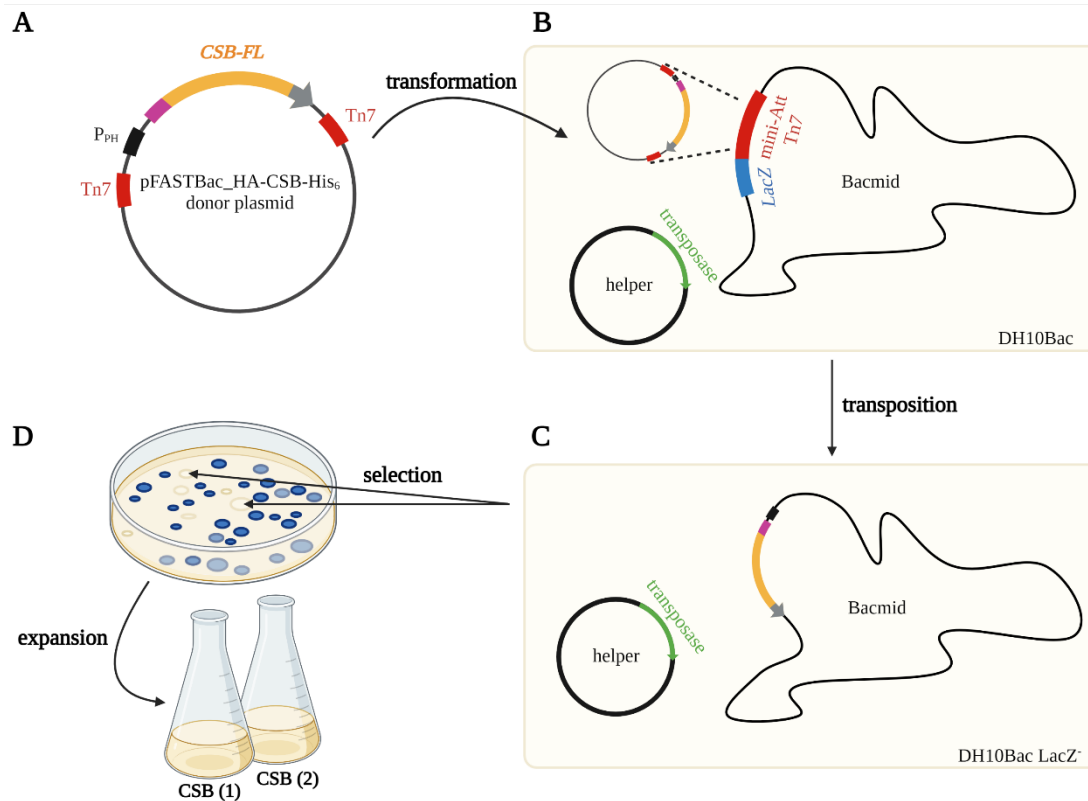 A
CSB-FL
Tn7
P_PH
Tn7
pFASTBac_HA-CSB-His₆
donor plasmid
transformation
B
mini-Att
Tn7
LacZ
Bacmid
transposase
helper
DH10Bac
transposition
C
Bacmid
transposase
helper
DH10Bac LacZ⁻
D
selection
expansion
CSB (1)
CSB (2)